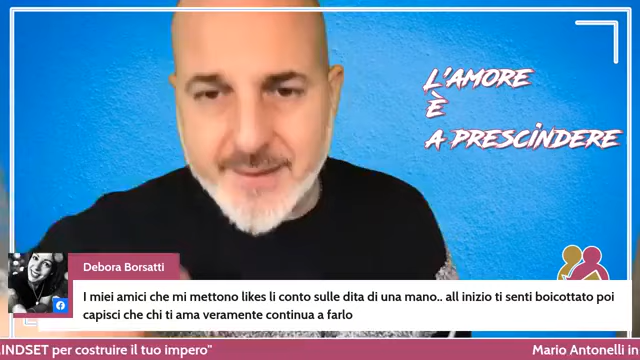 L'AMORE
È
A PRESCINDERE
Debora Borsatti
I miei amici che mi mettono likes li conto sulle dita di una mano.. all inizio ti senti boicottato poi
capisci che chi ti ama veramente continua a farlo
INDSET per costruire il tuo impero"
Mario Antonelli in